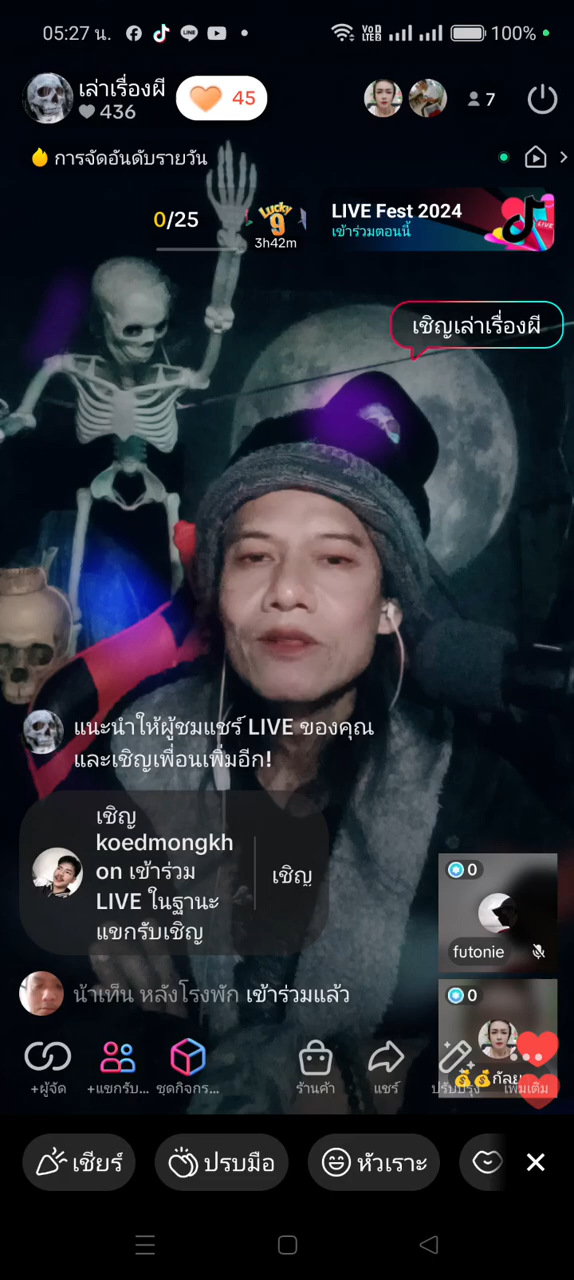 05:27 น.
VoD
LTE2
100%
เล่าเรื่องผี
436
45
7
การจัดอันดับรายวัน
0/25
Lucky
9
3h42m
LIVE Fest 2024
เข้าร่วมตอนนี้
LIVE
เชิญเล่าเรื่องผี
แนะนำให้ผู้ชมแชร์ LIVE ของคุณ
และเชิญเพื่อนเพิ่มอีก!
เชิญ
koedmongkh
on เข้าร่วม
LIVE ในฐานะ
แขกรับเชิญ
เชิญ
0
futonie
น้าเท็น หลังโรงพัก เข้าร่วมแล้ว
0
💰💰กัลย
+ผู้จัด
+แขกรับ...
ชุดกิจกร...
ร้านค้า
แชร์
ปรับปรุง
เพิ่มเติม
เชียร์
ปรบมือ
หัวเราะ